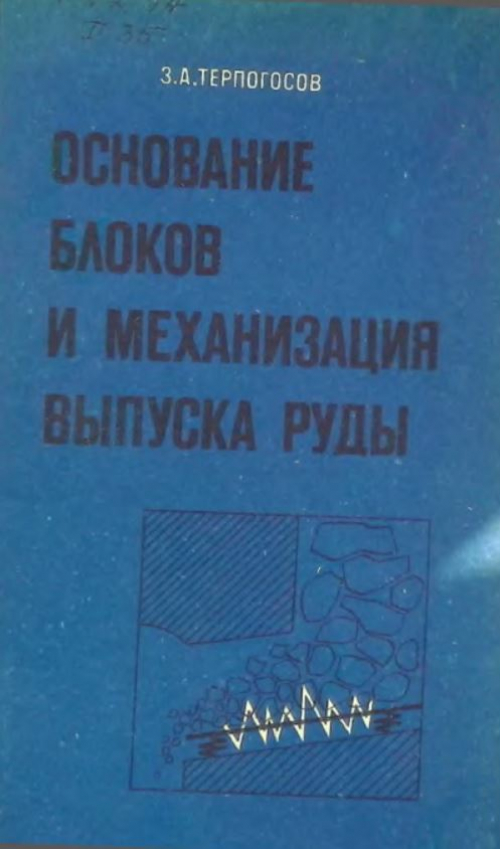 З.А.ТЕРПОГОСОВ
ОСНОВАНИЕ
БЛОКОВ
И МЕХАНИЗАЦИЯ
ВЫПУСКА РУДЫ